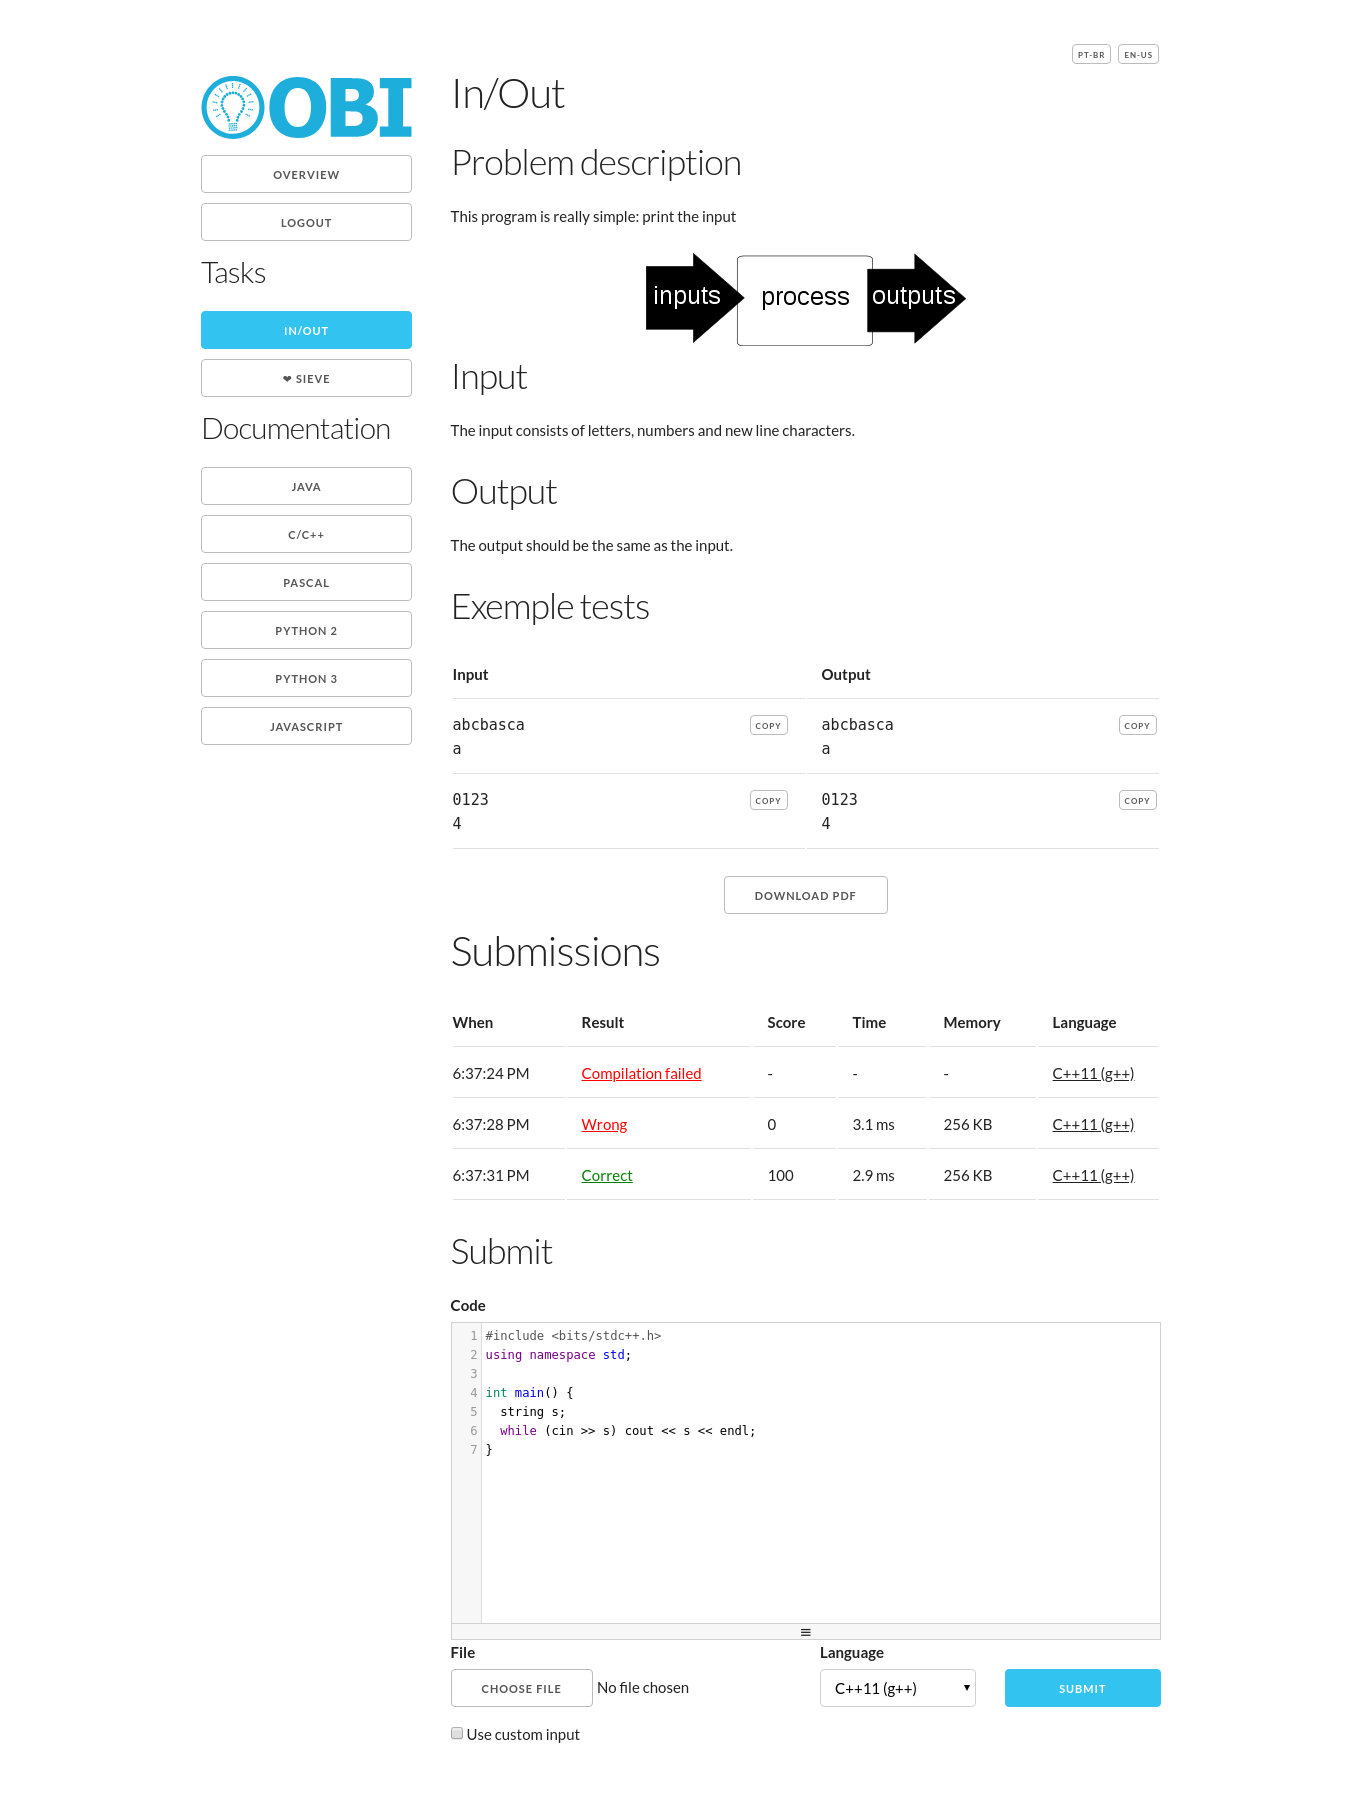 PT-BR EN-US
OBI
OVERVIEW
LOGOUT
Tasks
IN/OUT
❤ SIEVE
Documentation
JAVA
C/C++
PASCAL
PYTHON 2
PYTHON 3
JAVASCRIPT
In/Out
Problem description
This program is really simple: print the input
inputs process outputs
Input
The input consists of letters, numbers and new line characters.
Output
The output should be the same as the input.
Exemple tests
Input Output
abcbasca COPY abcbasca COPY
a a
0123 COPY 0123 COPY
4 4
DOWNLOAD PDF
Submissions
When Result Score Time Memory Language
6:37:24 PM Compilation failed - - - C++11 (g++)
6:37:28 PM Wrong 0 3.1 ms 256 KB C++11 (g++)
6:37:31 PM Correct 100 2.9 ms 256 KB C++11 (g++)
Submit
Code
1 #include <bits/stdc++.h>
2 using namespace std;
3
4 int main() {
5 string s;
6 while (cin >> s) cout << s << endl;
7 }
File Language
CHOOSE FILE No file chosen C++11 (g++) SUBMIT
Use custom input